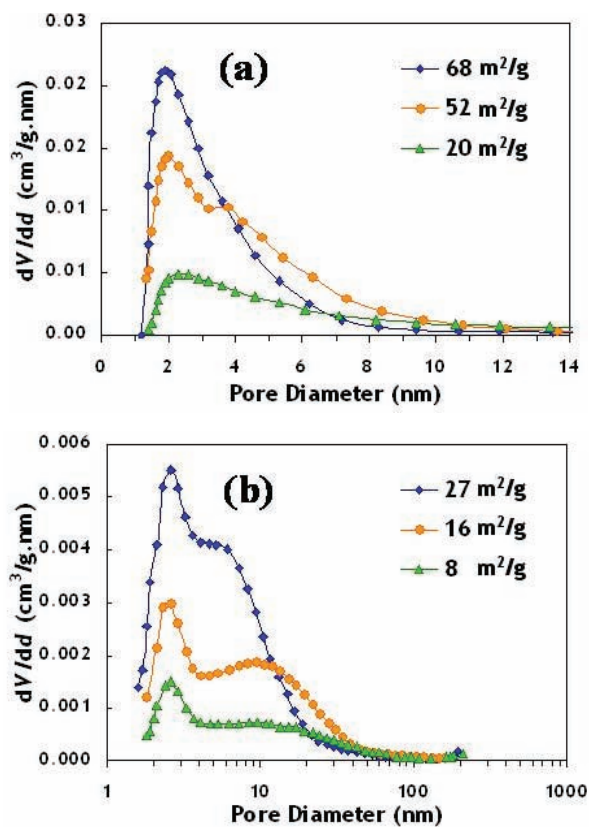 0.03
0.02
0.02
0.01
0.01
0.00
dV/dd (cm³/g.nm)
(a)
68 m²/g
52 m²/g
20 m²/g
0 2 4 6 8 10 12 14
Pore Diameter (nm)
0.006
0.005
0.004
0.003
0.002
0.001
0.000
dV/dd (cm³/g.nm)
(b)
27 m²/g
16 m²/g
8 m²/g
1 10 100 1000
Pore Diameter (nm)